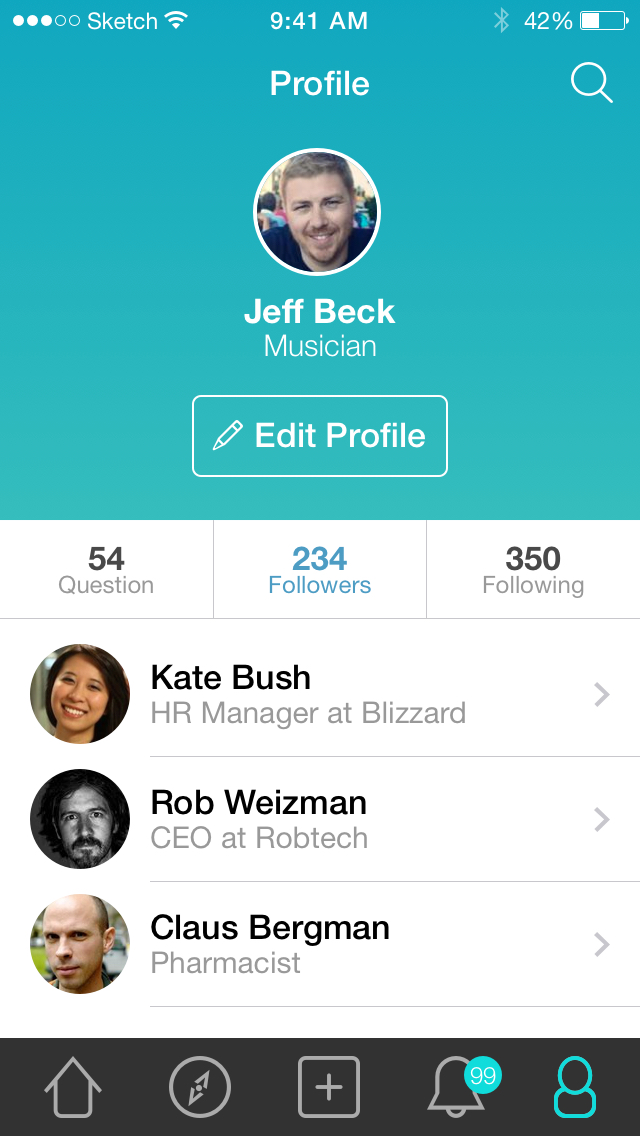 Sketch 9:41 AM 42%
Profile
Jeff Beck
Musician
Edit Profile
54 234 350
Question Followers Following
Kate Bush
HR Manager at Blizzard
Rob Weizman
CEO at Robtech
Claus Bergman
Pharmacist
99